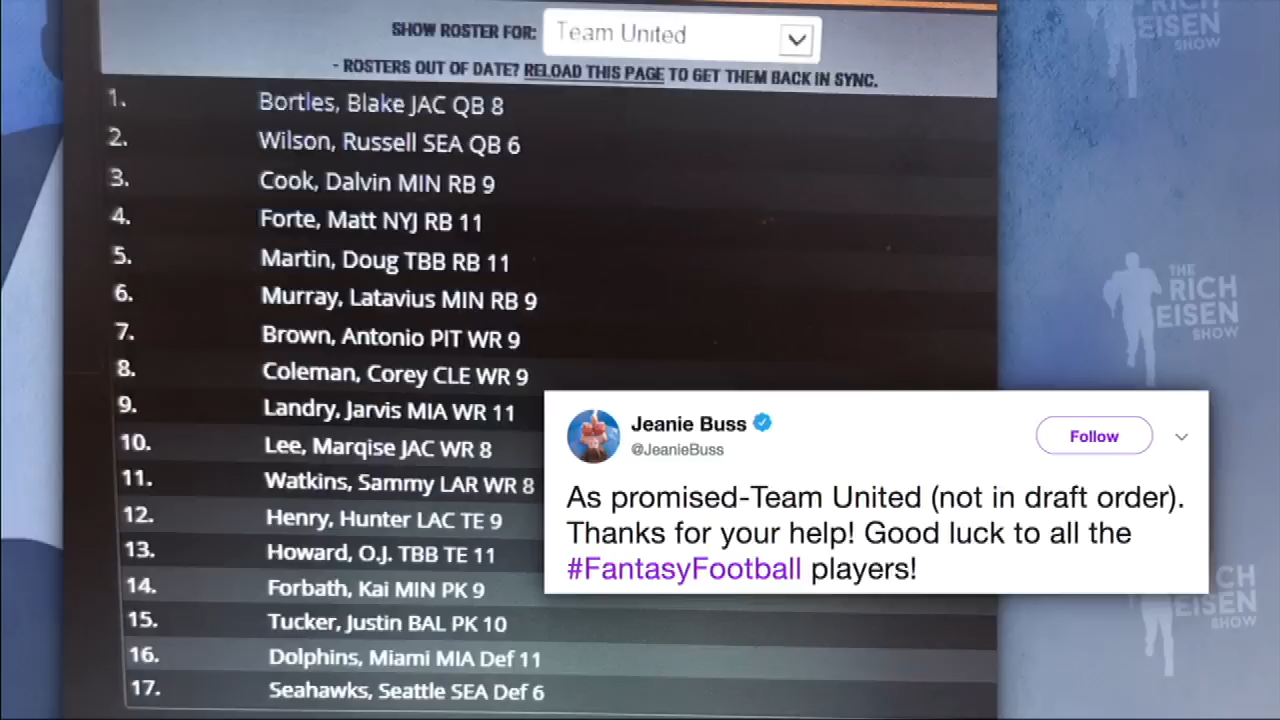 SHOW ROSTER FOR: Team United
- ROSTERS OUT OF DATE? RELOAD THIS PAGE TO GET THEM BACK IN SYNC.
1. Bortles, Blake JAC QB 8
2. Wilson, Russell SEA QB 6
3. Cook, Dalvin MIN RB 9
4. Forte, Matt NYJ RB 11
5. Martin, Doug TBB RB 11
6. Murray, Latavius MIN RB 9
7. Brown, Antonio PIT WR 9
8. Coleman, Corey CLE WR 9
9. Landry, Jarvis MIA WR 11
10. Lee, Marqise JAC WR 8
11. Watkins, Sammy LAR WR 8
12. Henry, Hunter LAC TE 9
13. Howard, O.J. TBB TE 11
14. Forbath, Kai MIN PK 9
15. Tucker, Justin BAL PK 10
16. Dolphins, Miami MIA Def 11
17. Seahawks, Seattle SEA Def 6
Jeanie Buss
@JeanieBuss
Follow
As promised-Team United (not in draft order).
Thanks for your help! Good luck to all the
#FantasyFootball players!
RICH
EISEN
SHOW
THE
RICH
EISEN
SHOW
CH
EISEN
SHOW